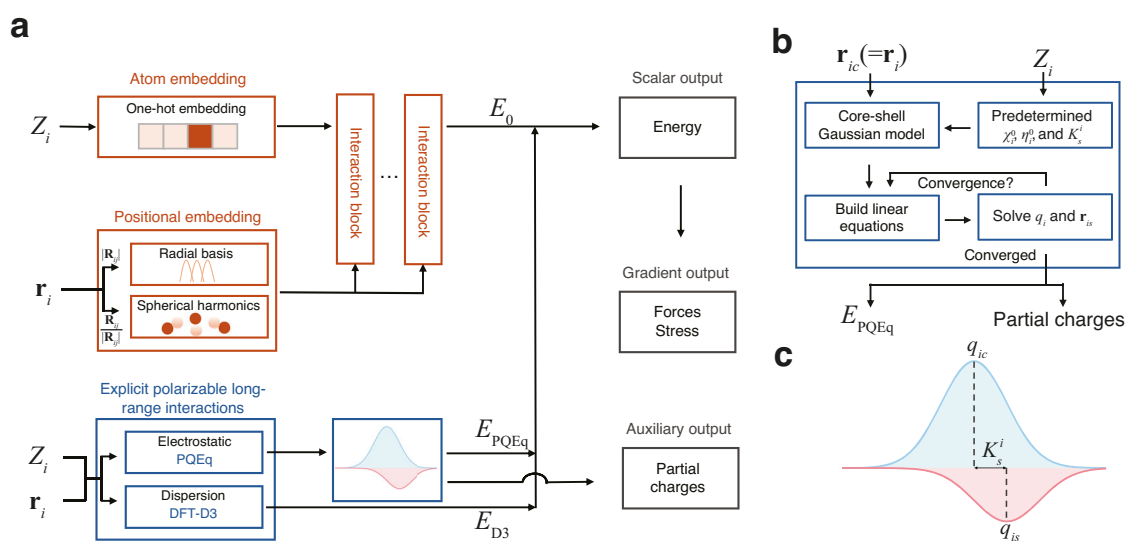 a
Atom embedding
One-hot embedding
Z_i
Interaction block
...
Interaction block
E_0
Scalar output
Energy
Positional embedding
Radial basis
|R_ij|
r_i
Spherical harmonics
R_ij
|R_ij|
Gradient output
Forces
Stress
Explicit polarizable long-
range interactions
Z_i
r_i
Electrostatic
PQEq
Dispersion
DFT-D3
E_PQEq
E_D3
Auxiliary output
Partial
charges
b
r_ic(=r_i)
Z_i
Core-shell
Gaussian model
Predetermined
χ_i^0, η_i^0, and K_s^i
Convergence?
Build linear
equations
Solve q_i and r_is
Converged
E_PQEq
Partial charges
c
q_ic
K_s^i
q_is